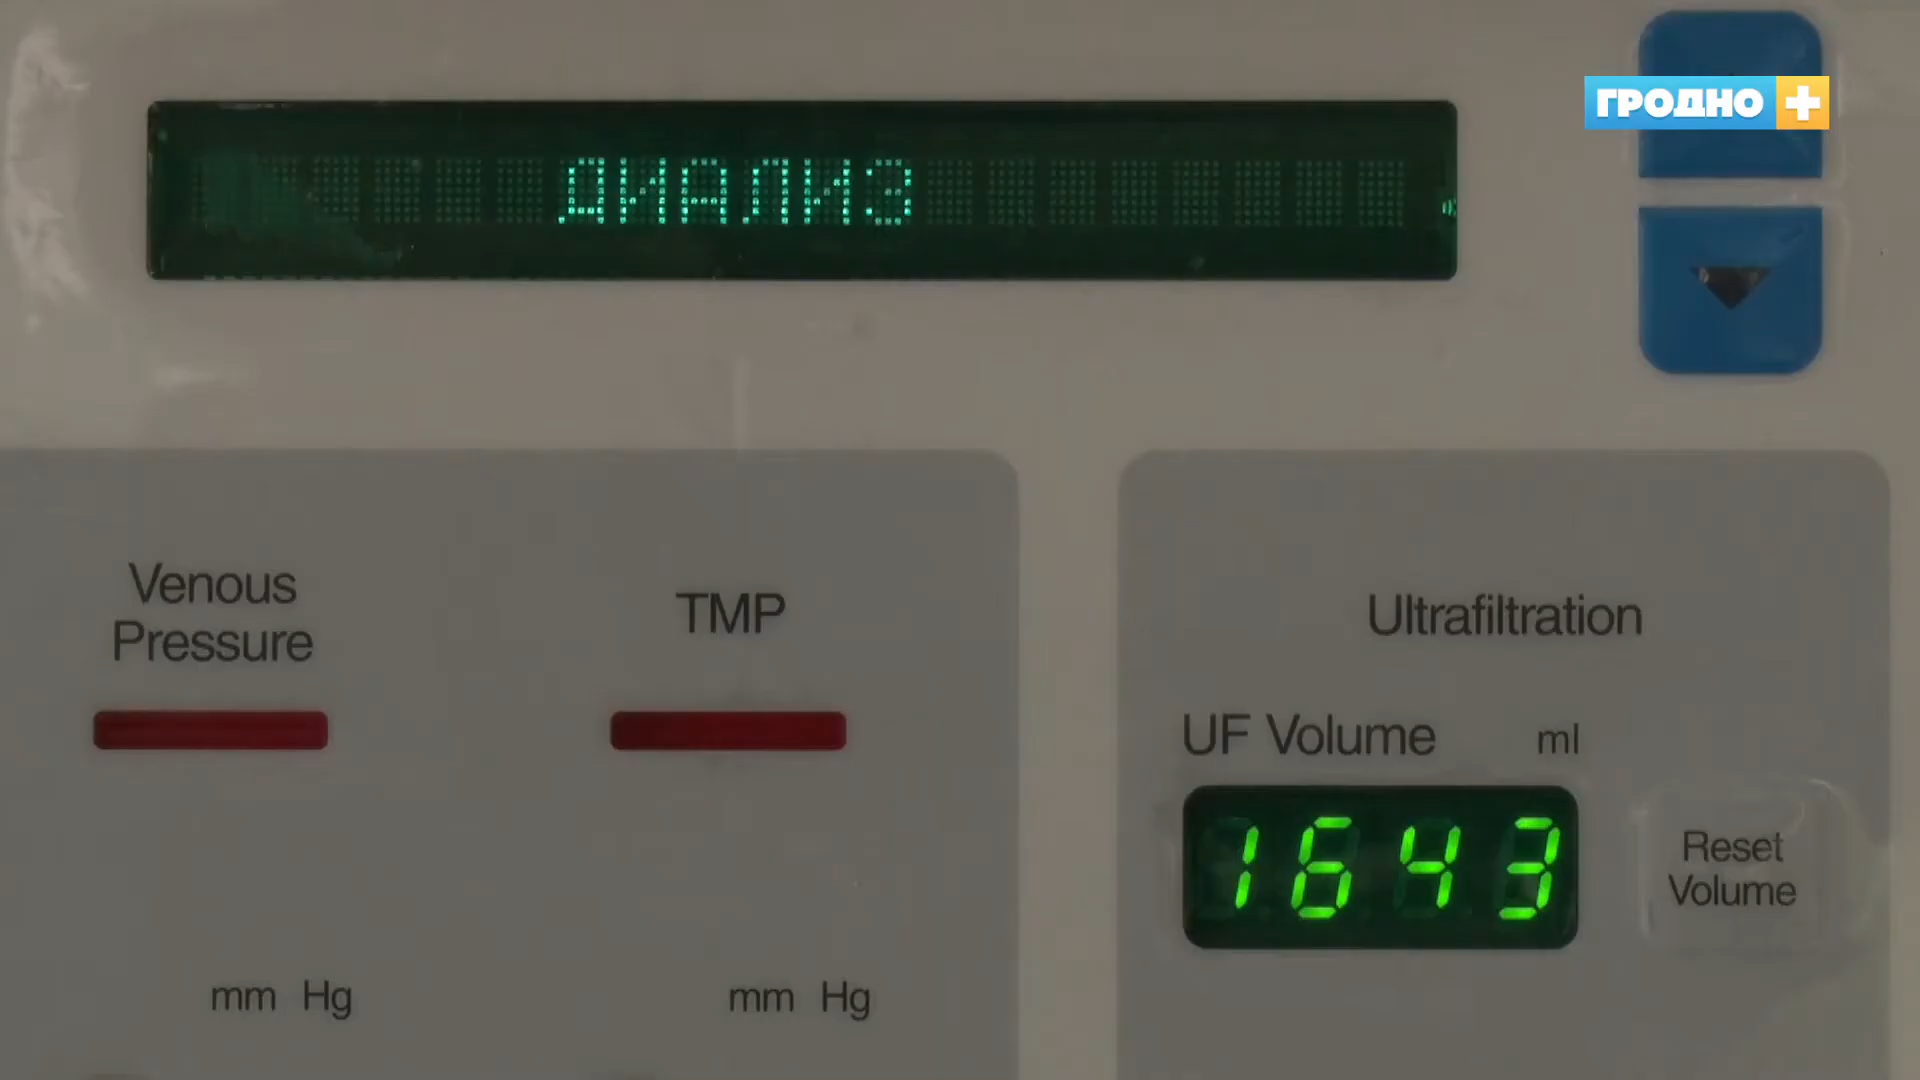 ГРОДНО +
ДИАЛИЗ
Venous
Pressure
TMP
Ultrafiltration
UF Volume ml
1643
Reset
Volume
mm Hg
mm Hg